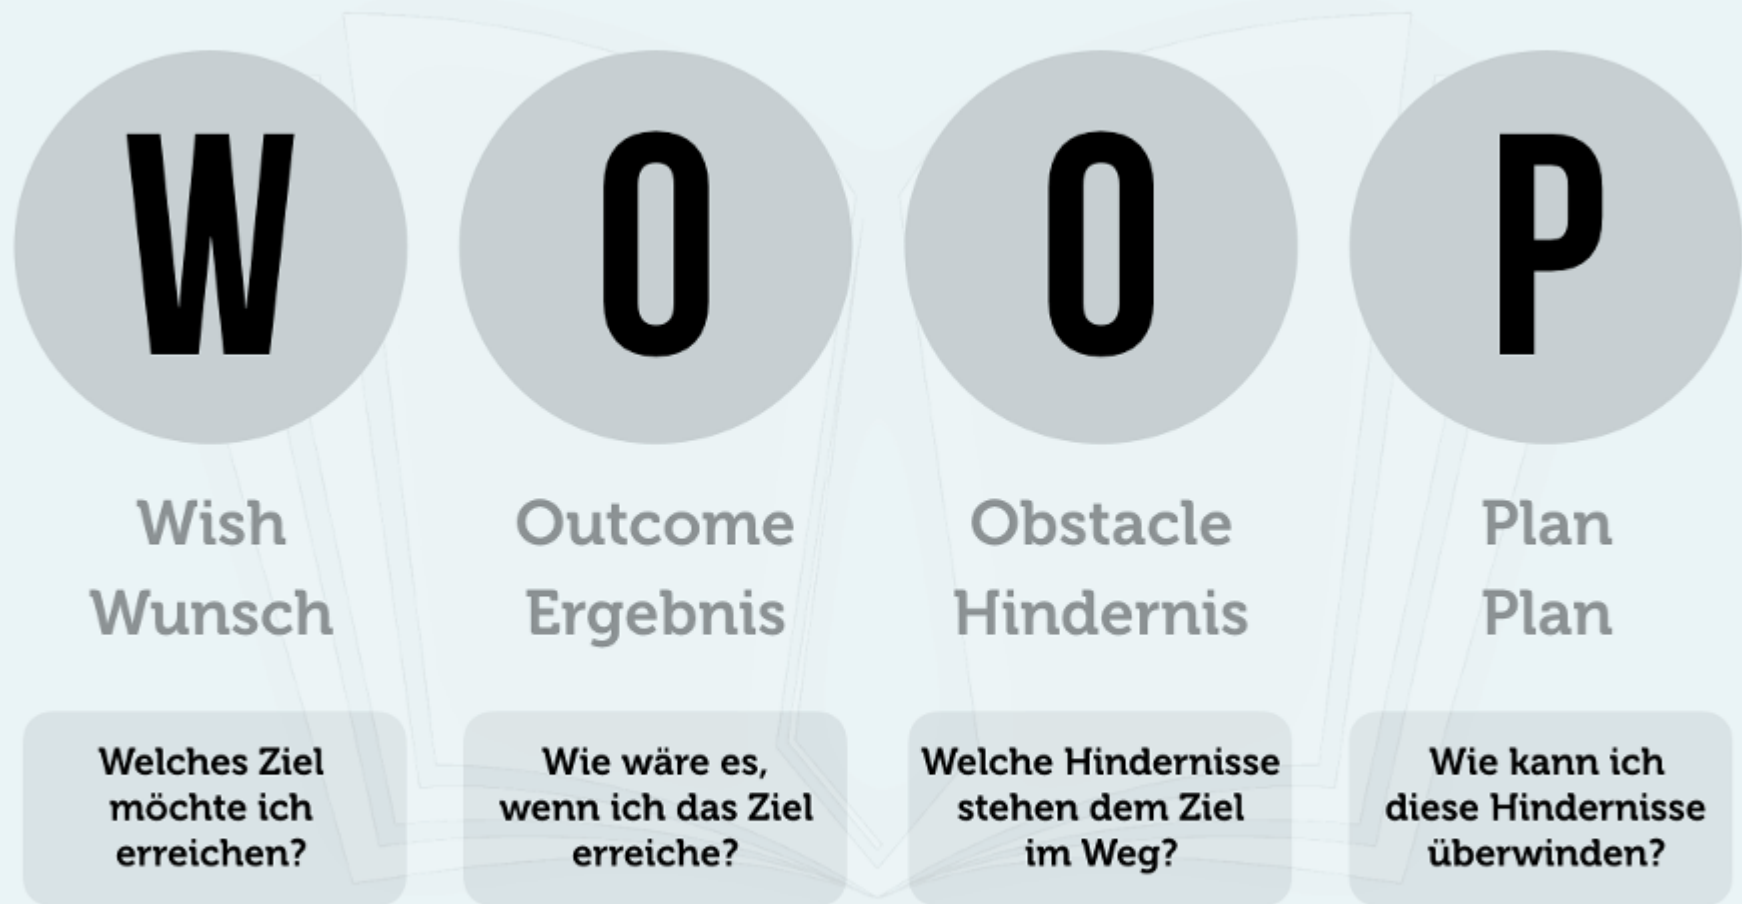 W
Wish
Wunsch
Welches Ziel
möchte ich
erreichen?
O
Outcome
Ergebnis
Wie wäre es,
wenn ich das Ziel
erreiche?
O
Obstacle
Hindernis
Welche Hindernisse
stehen dem Ziel
im Weg?
P
Plan
Plan
Wie kann ich
diese Hindernisse
überwinden?